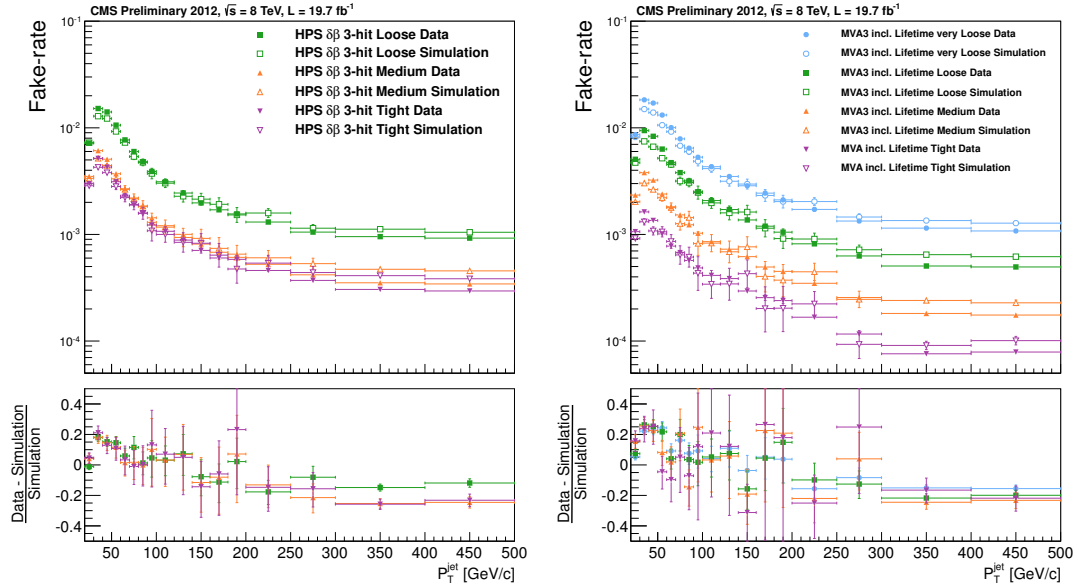 CMS Preliminary 2012, √s = 8 TeV, L = 19.7 fb⁻¹
Fake-rate
10⁻¹
10⁻²
10⁻³
10⁻⁴
HPS δβ 3-hit Loose Data
HPS δβ 3-hit Loose Simulation
HPS δβ 3-hit Medium Data
HPS δβ 3-hit Medium Simulation
HPS δβ 3-hit Tight Data
HPS δβ 3-hit Tight Simulation
Data - Simulation
Simulation
0.4
0.2
0
-0.2
-0.4
50 100 150 200 250 300 350 400 450 500
P_T^jet [GeV/c]
CMS Preliminary 2012, √s = 8 TeV, L = 19.7 fb⁻¹
Fake-rate
10⁻¹
10⁻²
10⁻³
10⁻⁴
MVA3 incl. Lifetime very Loose Data
MVA3 incl. Lifetime very Loose Simulation
MVA3 incl. Lifetime Loose Data
MVA3 incl. Lifetime Loose Simulation
MVA3 incl. Lifetime Medium Data
MVA3 incl. Lifetime Medium Simulation
MVA incl. Lifetime Tight Data
MVA incl. Lifetime Tight Simulation
Data - Simulation
Simulation
0.4
0.2
0
-0.2
-0.4
50 100 150 200 250 300 350 400 450 500
P_T^jet [GeV/c]